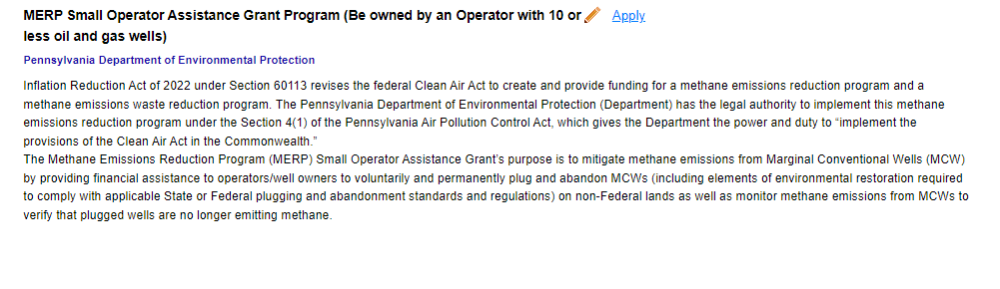 MERP Small Operator Assistance Grant Program (Be owned by an Operator with 10 or Apply
less oil and gas wells)
Pennsylvania Department of Environmental Protection
Inflation Reduction Act of 2022 under Section 60113 revises the federal Clean Air Act to create and provide funding for a methane emissions reduction program and a
methane emissions waste reduction program. The Pennsylvania Department of Environmental Protection (Department) has the legal authority to implement this methane
emissions reduction program under the Section 4(1) of the Pennsylvania Air Pollution Control Act, which gives the Department the power and duty to “implement the
provisions of the Clean Air Act in the Commonwealth.”
The Methane Emissions Reduction Program (MERP) Small Operator Assistance Grant’s purpose is to mitigate methane emissions from Marginal Conventional Wells (MCW)
by providing financial assistance to operators/well owners to voluntarily and permanently plug and abandon MCWs (including elements of environmental restoration required
to comply with applicable State or Federal plugging and abandonment standards and regulations) on non-Federal lands as well as monitor methane emissions from MCWs to
verify that plugged wells are no longer emitting methane.